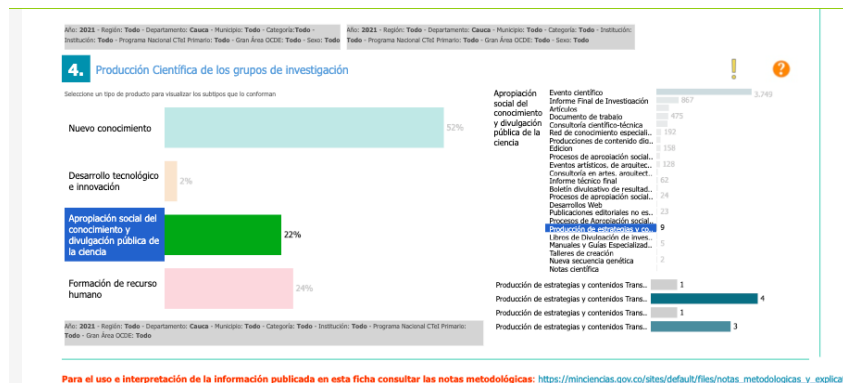 Año: 2021 - Región: Todo - Departamento: Cauca - Municipio: Todo - Categoría:Todo -
Institución: Todo - Programa Nacional CTeI Primario: Todo - Gran Área OCDE: Todo - Sexo: Todo
Año: 2021 - Región: Todo - Departamento: Cauca - Municipio: Todo - Categoría: Todo - Institución:
Todo - Programa Nacional CTeI Primario: Todo - Gran Área OCDE: Todo - Sexo: Todo
4. Producción Científica de los grupos de investigación
! ?
Seleccione un tipo de producto para visualizar los subtipos que lo conforman
Nuevo conocimiento 52%
Desarrollo tecnológico
e innovación 2%
Apropiación social del
conocimiento y
divulgación pública de
la ciencia 22%
Formación de recurso
humano 24%
Año: 2021 - Región: Todo - Departamento: Cauca - Municipio: Todo - Categoría: Todo - Institución: Todo - Programa Nacional CTeI Primario:
Todo - Gran Área OCDE: Todo
Apropiación
social del
conocimiento
y divulgación
pública de la
ciencia
Evento científico 3.749
Informe Final de Investigación 867
Artículos
Documento de trabajo 475
Consultoría científico-técnica
Red de conocimiento especiali.. 192
Producciones de contenido dig..
Edicion 158
Procesos de apropiación social..
Eventos artísticos, de arquitec.. 128
Consultoría en artes, arquitect..
Informe técnico final 62
Boletín divulgativo de resultad..
Procesos de apropiación social.. 24
Desarrollos Web
Publicaciones editoriales no es.. 23
Procesos de Apropiación Social..
Producción de estrategias y co.. 9
Libros de Divulgación de inves..
Manuales y Guías Especializad.. 5
Talleres de creación
Nueva secuencia genética 2
Notas científica
Producción de estrategias y contenidos Trans.. 1
Producción de estrategias y contenidos Trans.. 4
Producción de estrategias y contenidos Trans.. 1
Producción de estrategias y contenidos Trans.. 3
Para el uso e interpretación de la información publicada en esta ficha consultar las notas metodológicas: https://minciencias.gov.co/sites/default/files/notas_metodologicas_y_explicat